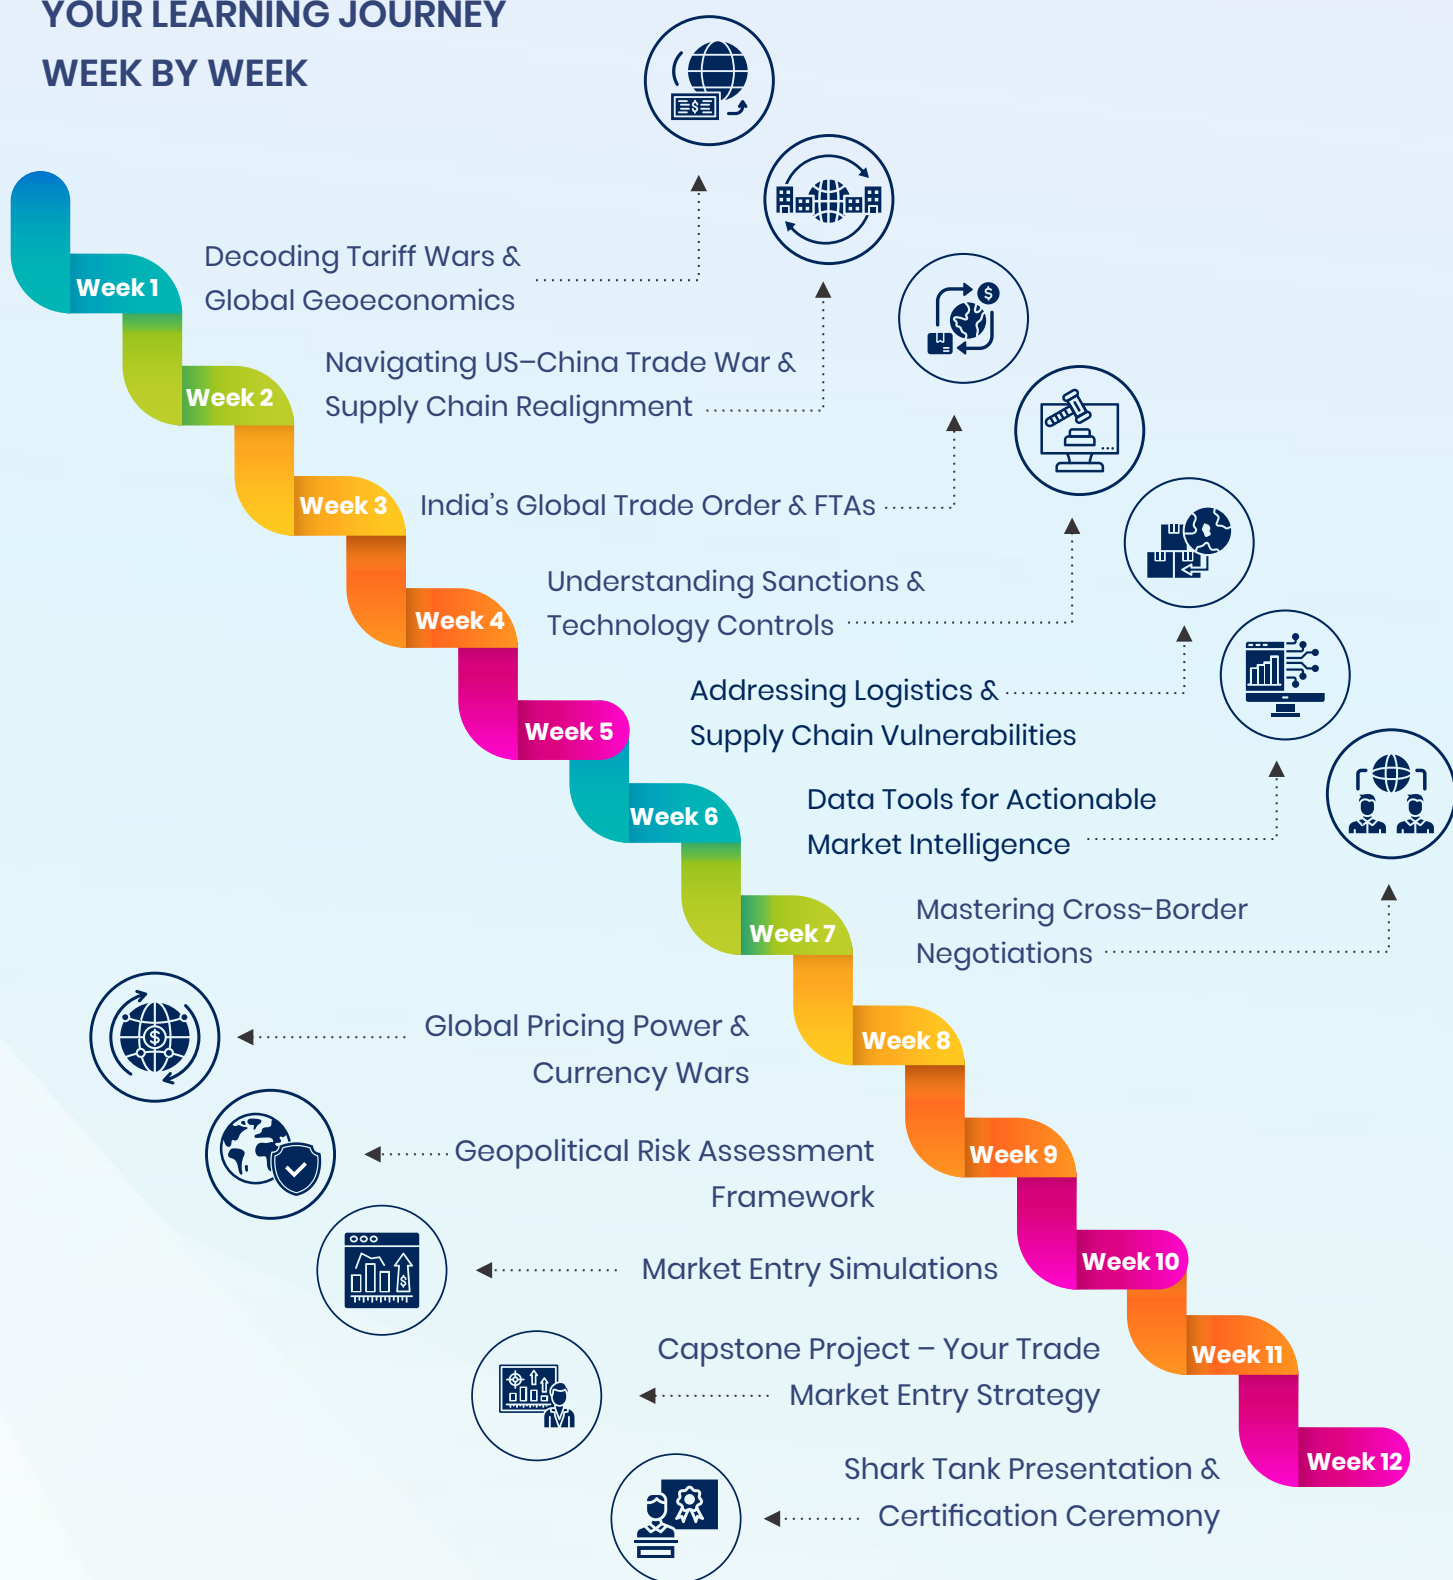 YOUR LEARNING JOURNEY
WEEK BY WEEK
Week 1
Decoding Tariff Wars &
Global Geoeconomics
Week 2
Navigating US–China Trade War &
Supply Chain Realignment
Week 3
India's Global Trade Order & FTAs
Week 4
Understanding Sanctions &
Technology Controls
Week 5
Addressing Logistics &
Supply Chain Vulnerabilities
Week 6
Data Tools for Actionable
Market Intelligence
Week 7
Mastering Cross-Border
Negotiations
Week 8
Global Pricing Power &
Currency Wars
Week 9
Geopolitical Risk Assessment
Framework
Week 10
Market Entry Simulations
Week 11
Capstone Project – Your Trade
Market Entry Strategy
Week 12
Shark Tank Presentation &
Certification Ceremony